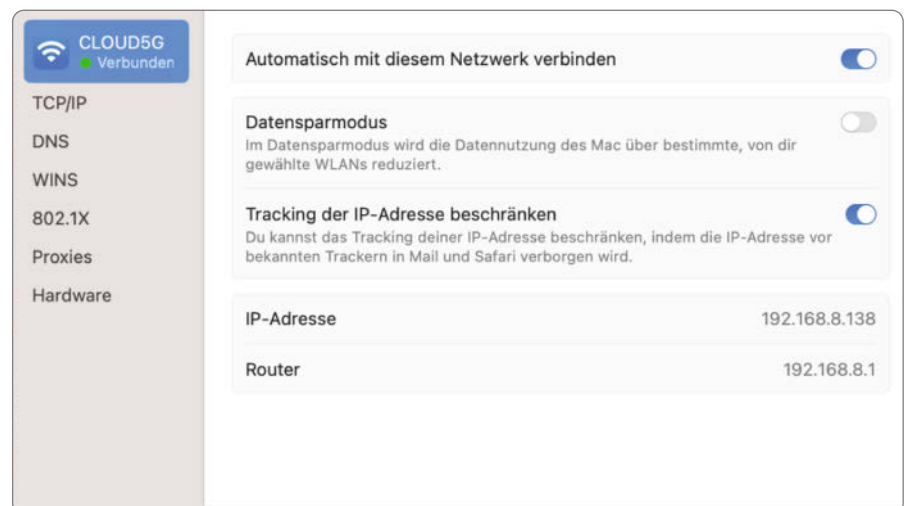 CLOUD5G
Verbunden
TCP/IP
DNS
WINS
802.1X
Proxies
Hardware
Automatisch mit diesem Netzwerk verbinden
Datensparmodus
Im Datensparmodus wird die Datennutzung des Mac über bestimmte, von dir
gewählte WLANs reduziert.
Tracking der IP-Adresse beschränken
Du kannst das Tracking deiner IP-Adresse beschränken, indem die IP-Adresse vor
bekannten Trackern in Mail und Safari verborgen wird.
IP-Adresse 192.168.8.138
Router 192.168.8.1